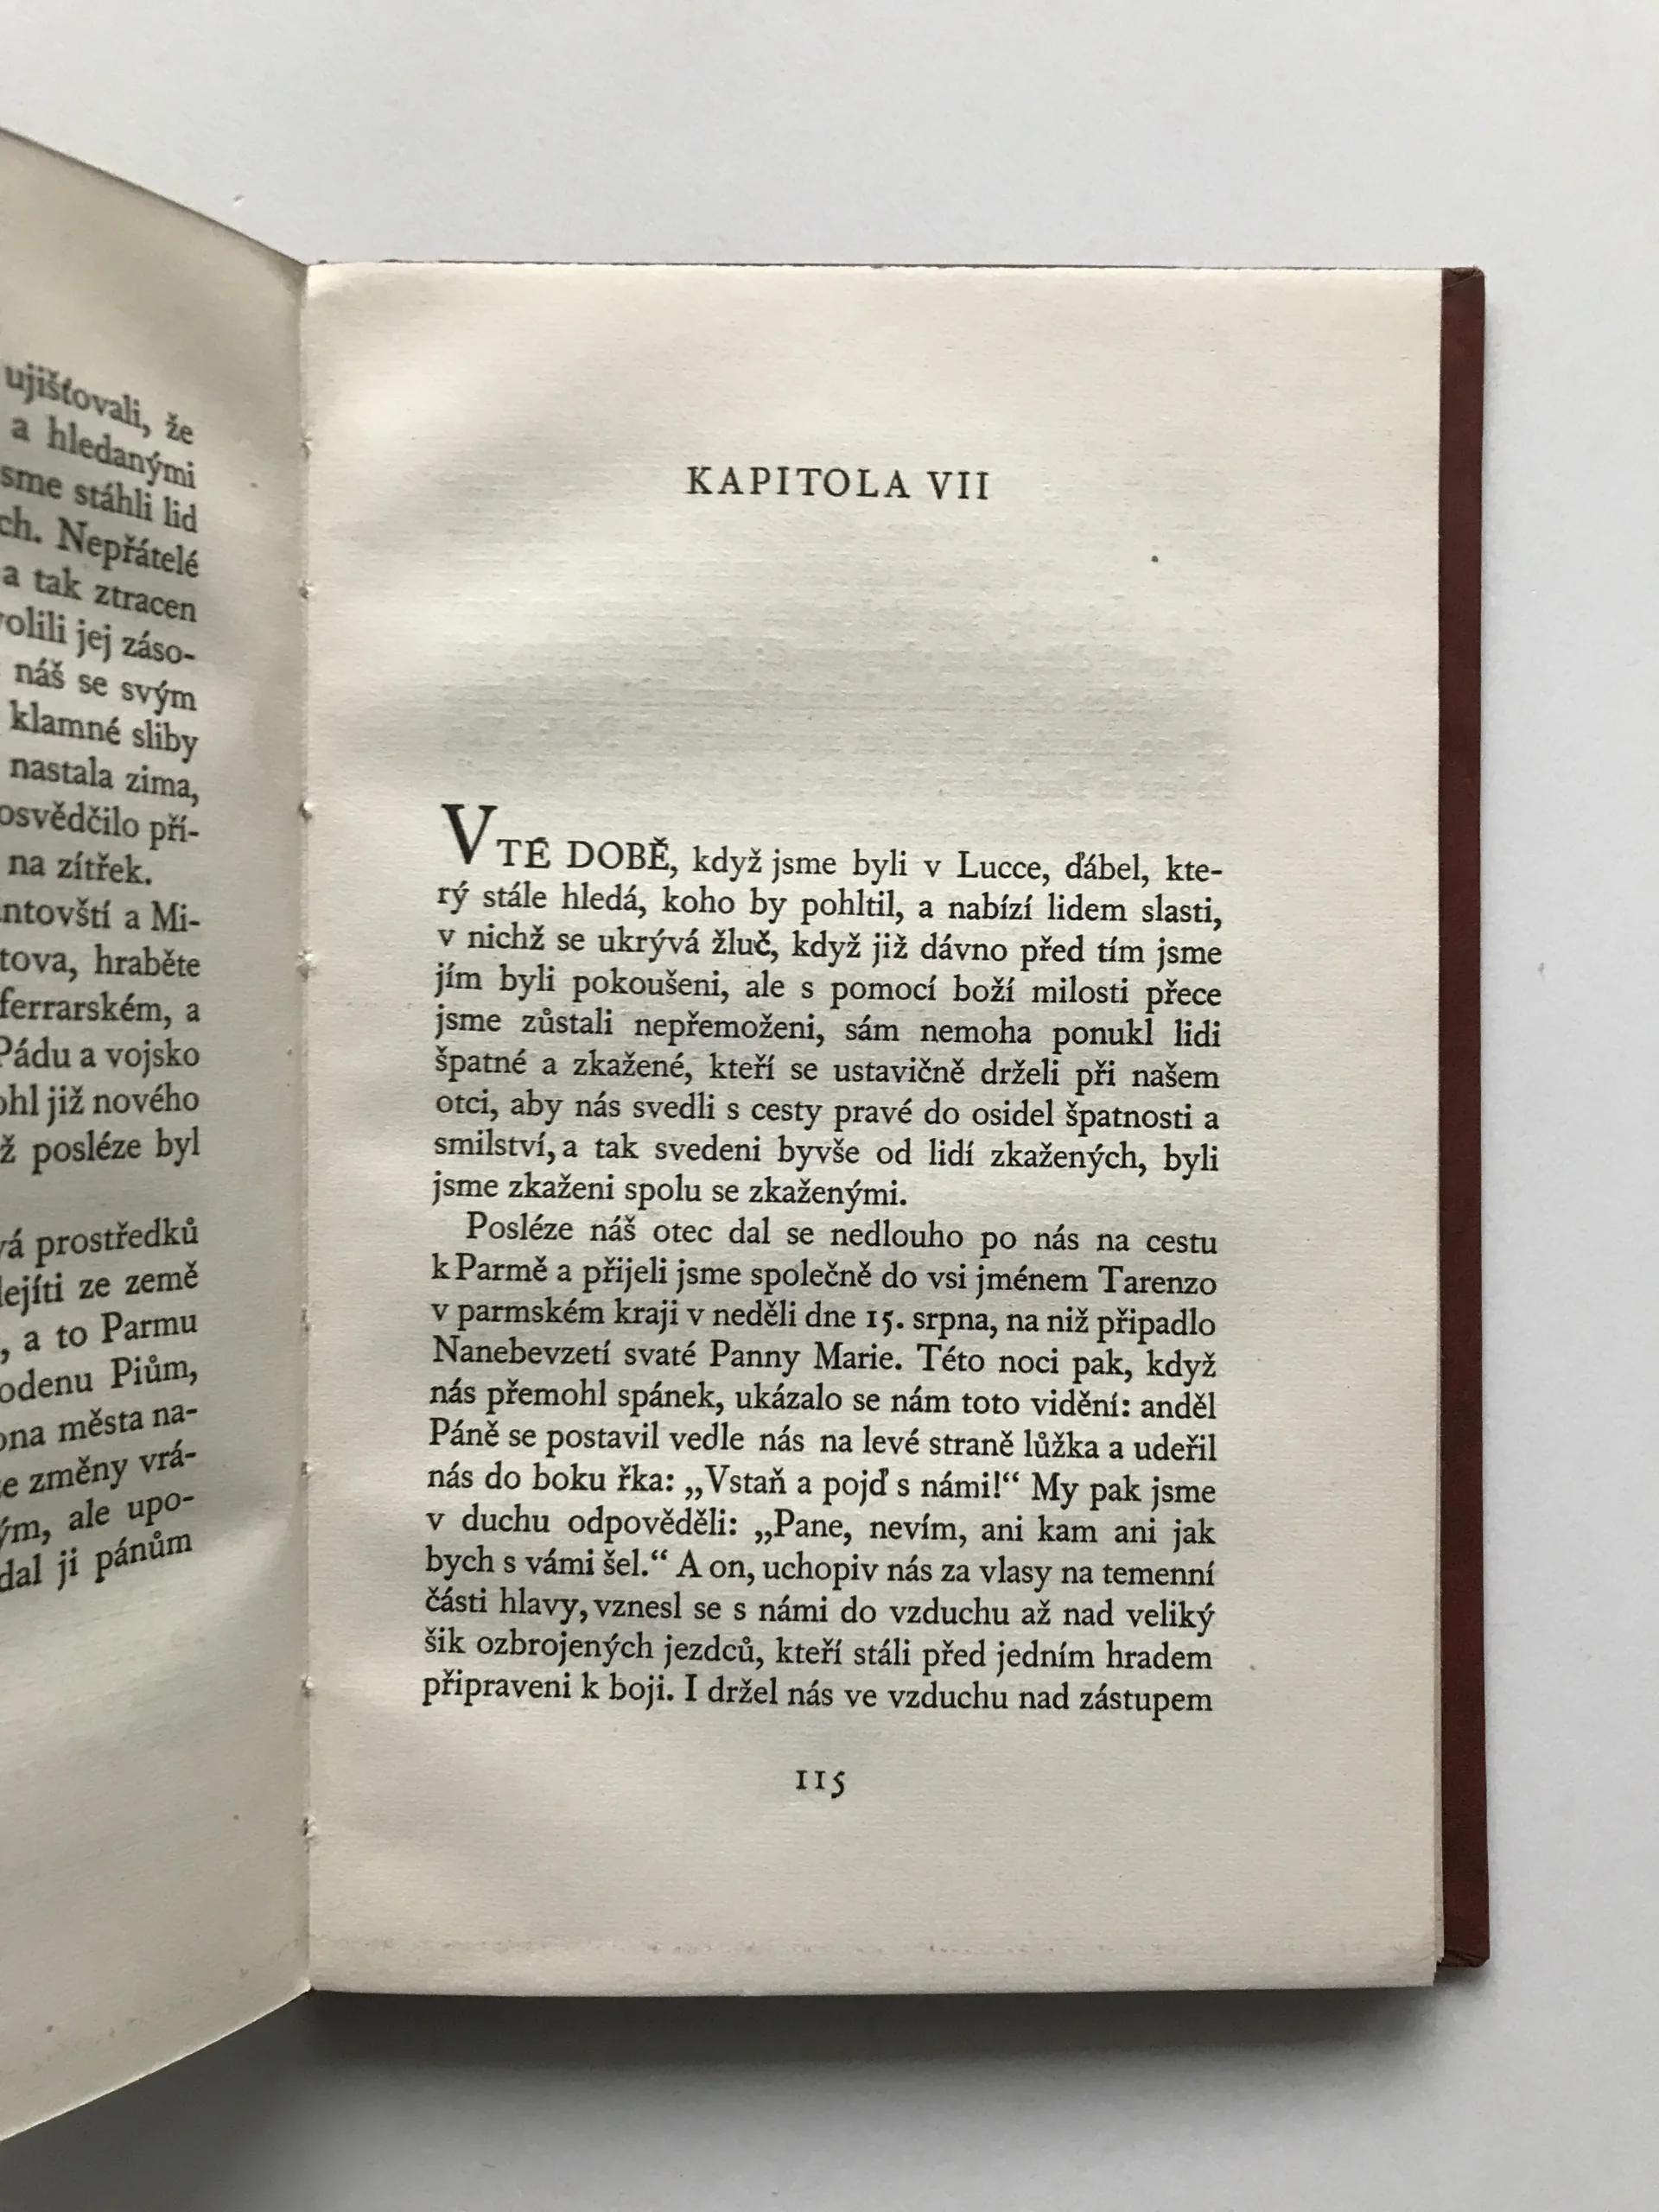 ujišťovali, že
a hledanými
sme stáhli lid
ch. Nepřátelé
a tak ztracen
volili jej záso-
náš se svým
klamné sliby
nastala zima,
osvědčilo pří-
na zítřek.
ntovští a Mi-
tova, hraběte
ferrarském, a
Pádu a vojsko
ohl již nového
ž posléze byl
vá prostředků
lejíti ze země
, a to Parmu
odenu Piům,
ona města na-
e změny vrá-
ým, ale upo-
dal ji pánům
KAPITOLA VII
V TÉ DOBĚ, když jsme byli v Lucce, ďábel, kte-
rý stále hledá, koho by pohltil, a nabízí lidem slasti,
v nichž se ukrývá žluč, když již dávno před tím jsme
jím byli pokoušeni, ale s pomocí boží milosti přece
jsme zůstali nepřemoženi, sám nemoha ponukl lidi
špatné a zkažené, kteří se ustavičně drželi při našem
otci, aby nás svedli s cesty pravé do osidel špatnosti a
smilství, a tak svedeni byvše od lidí zkažených, byli
jsme zkaženi spolu se zkaženými.
Posléze náš otec dal se nedlouho po nás na cestu
k Parmě a přijeli jsme společně do vsi jménem Tarenzo
v parmském kraji v neděli dne 15. srpna, na niž připadlo
Nanebevzetí svaté Panny Marie. Této noci pak, když
nás přemohl spánek, ukázalo se nám toto vidění: anděl
Páně se postavil vedle nás na levé straně lůžka a udeřil
nás do boku řka: „Vstaň a pojď s námi!“ My pak jsme
v duchu odpověděli: „Pane, nevím, ani kam ani jak
bych s vámi šel.“ A on, uchopiv nás za vlasy na temenní
části hlavy, vznesl se s námi do vzduchu až nad veliký
šik ozbrojených jezdců, kteří stáli před jedním hradem
připraveni k boji. I držel nás ve vzduchu nad zástupem
115